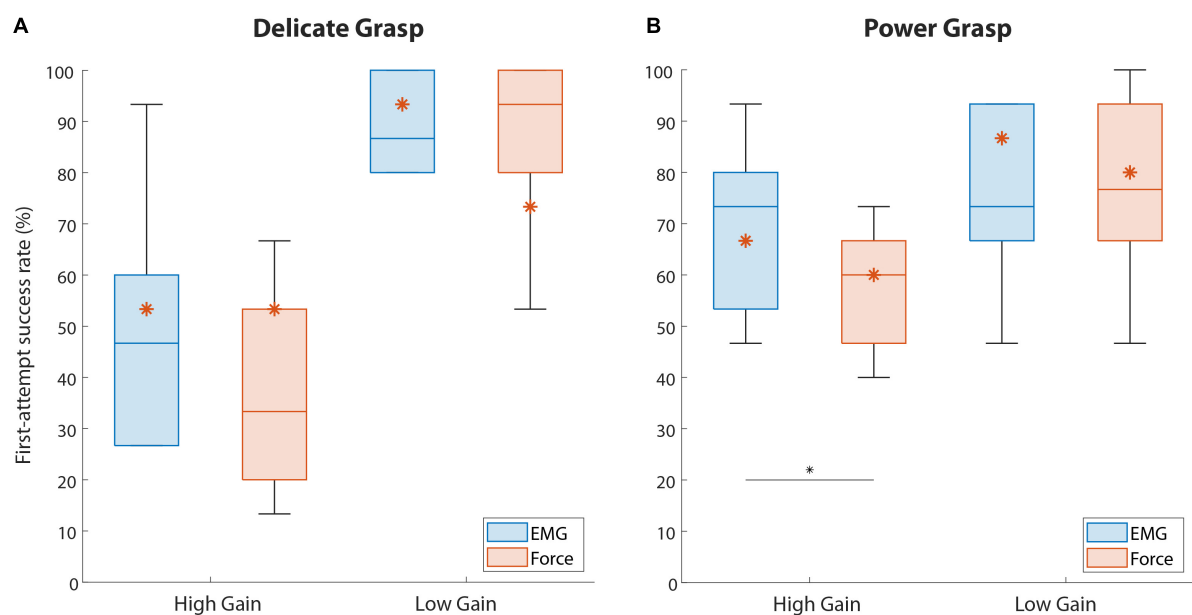 A
Delicate Grasp
First-attempt success rate (%)
100
90
80
70
60
50
40
30
20
10
0
High Gain
Low Gain
EMG
Force
B
Power Grasp
100
90
80
70
60
50
40
30
20
10
0
*
High Gain
Low Gain
EMG
Force